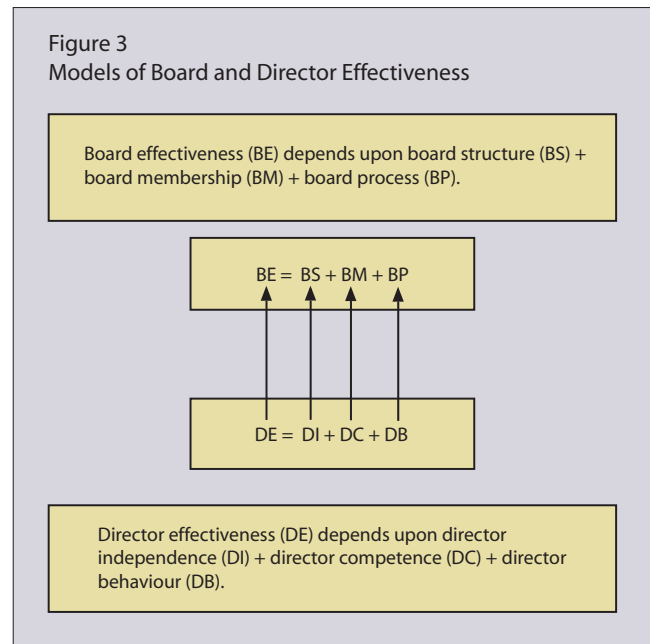 Figure 3
Models of Board and Director Effectiveness
Board effectiveness (BE) depends upon board structure (BS) +
board membership (BM) + board process (BP).
BE = BS + BM + BP
DE = DI + DC + DB
Director effectiveness (DE) depends upon director
independence (DI) + director competence (DC) + director
behaviour (DB).